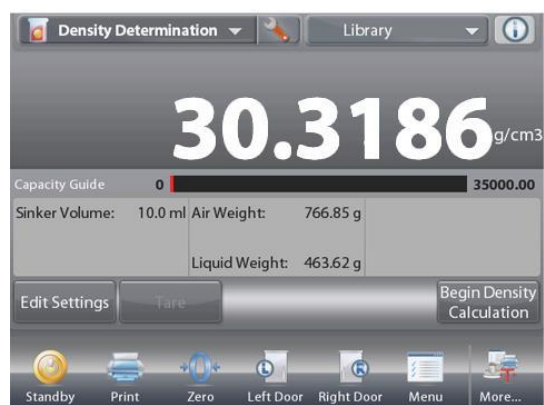 Density Determination
Library
30.3186 g/cm3
Capacity Guide 0 35000.00
Sinker Volume: 10.0 ml Air Weight: 766.85 g
Liquid Weight: 463.62 g
Edit Settings
Tare
Begin Density
Calculation
Standby Print Zero Left Door Right Door Menu More...